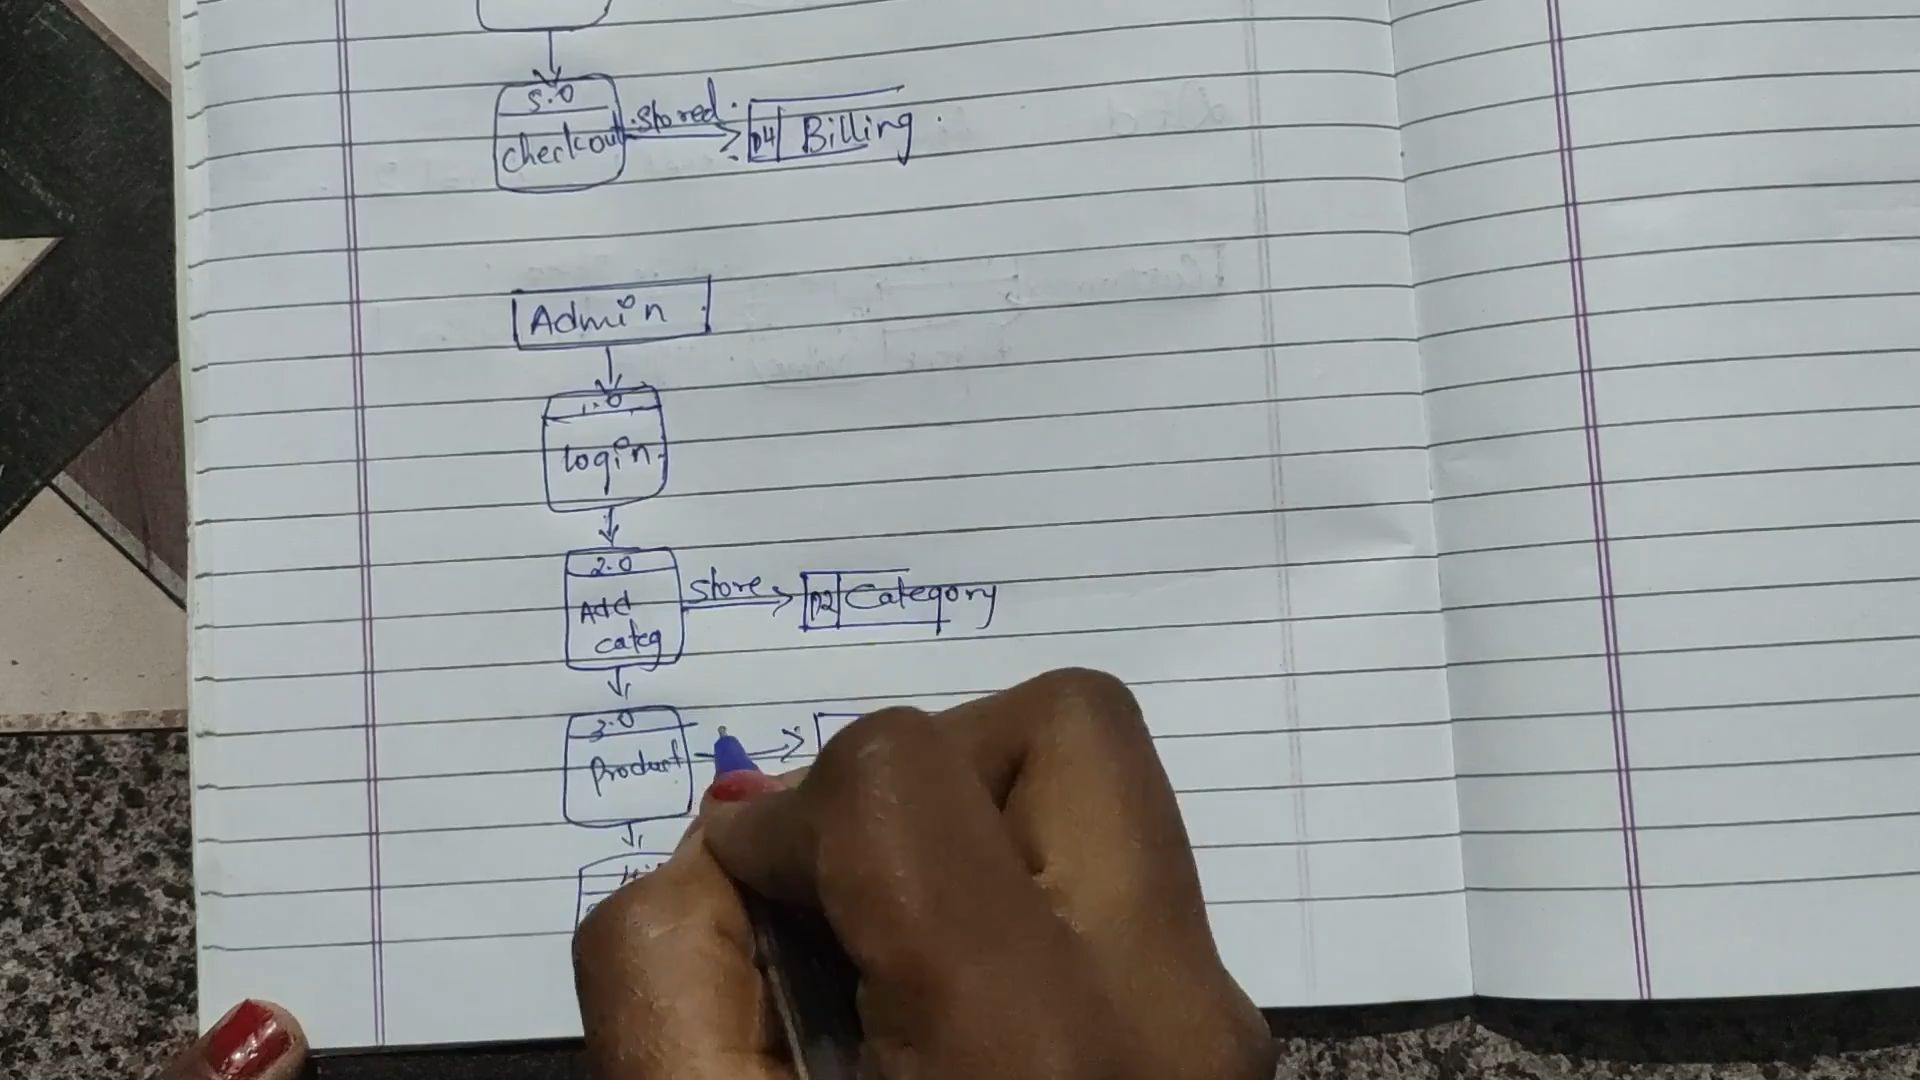 5.0
checkout
stored.
D4 Billing
Admin
1.0
login
2.0
Add
categ
store
D2 Category
3.0
Product